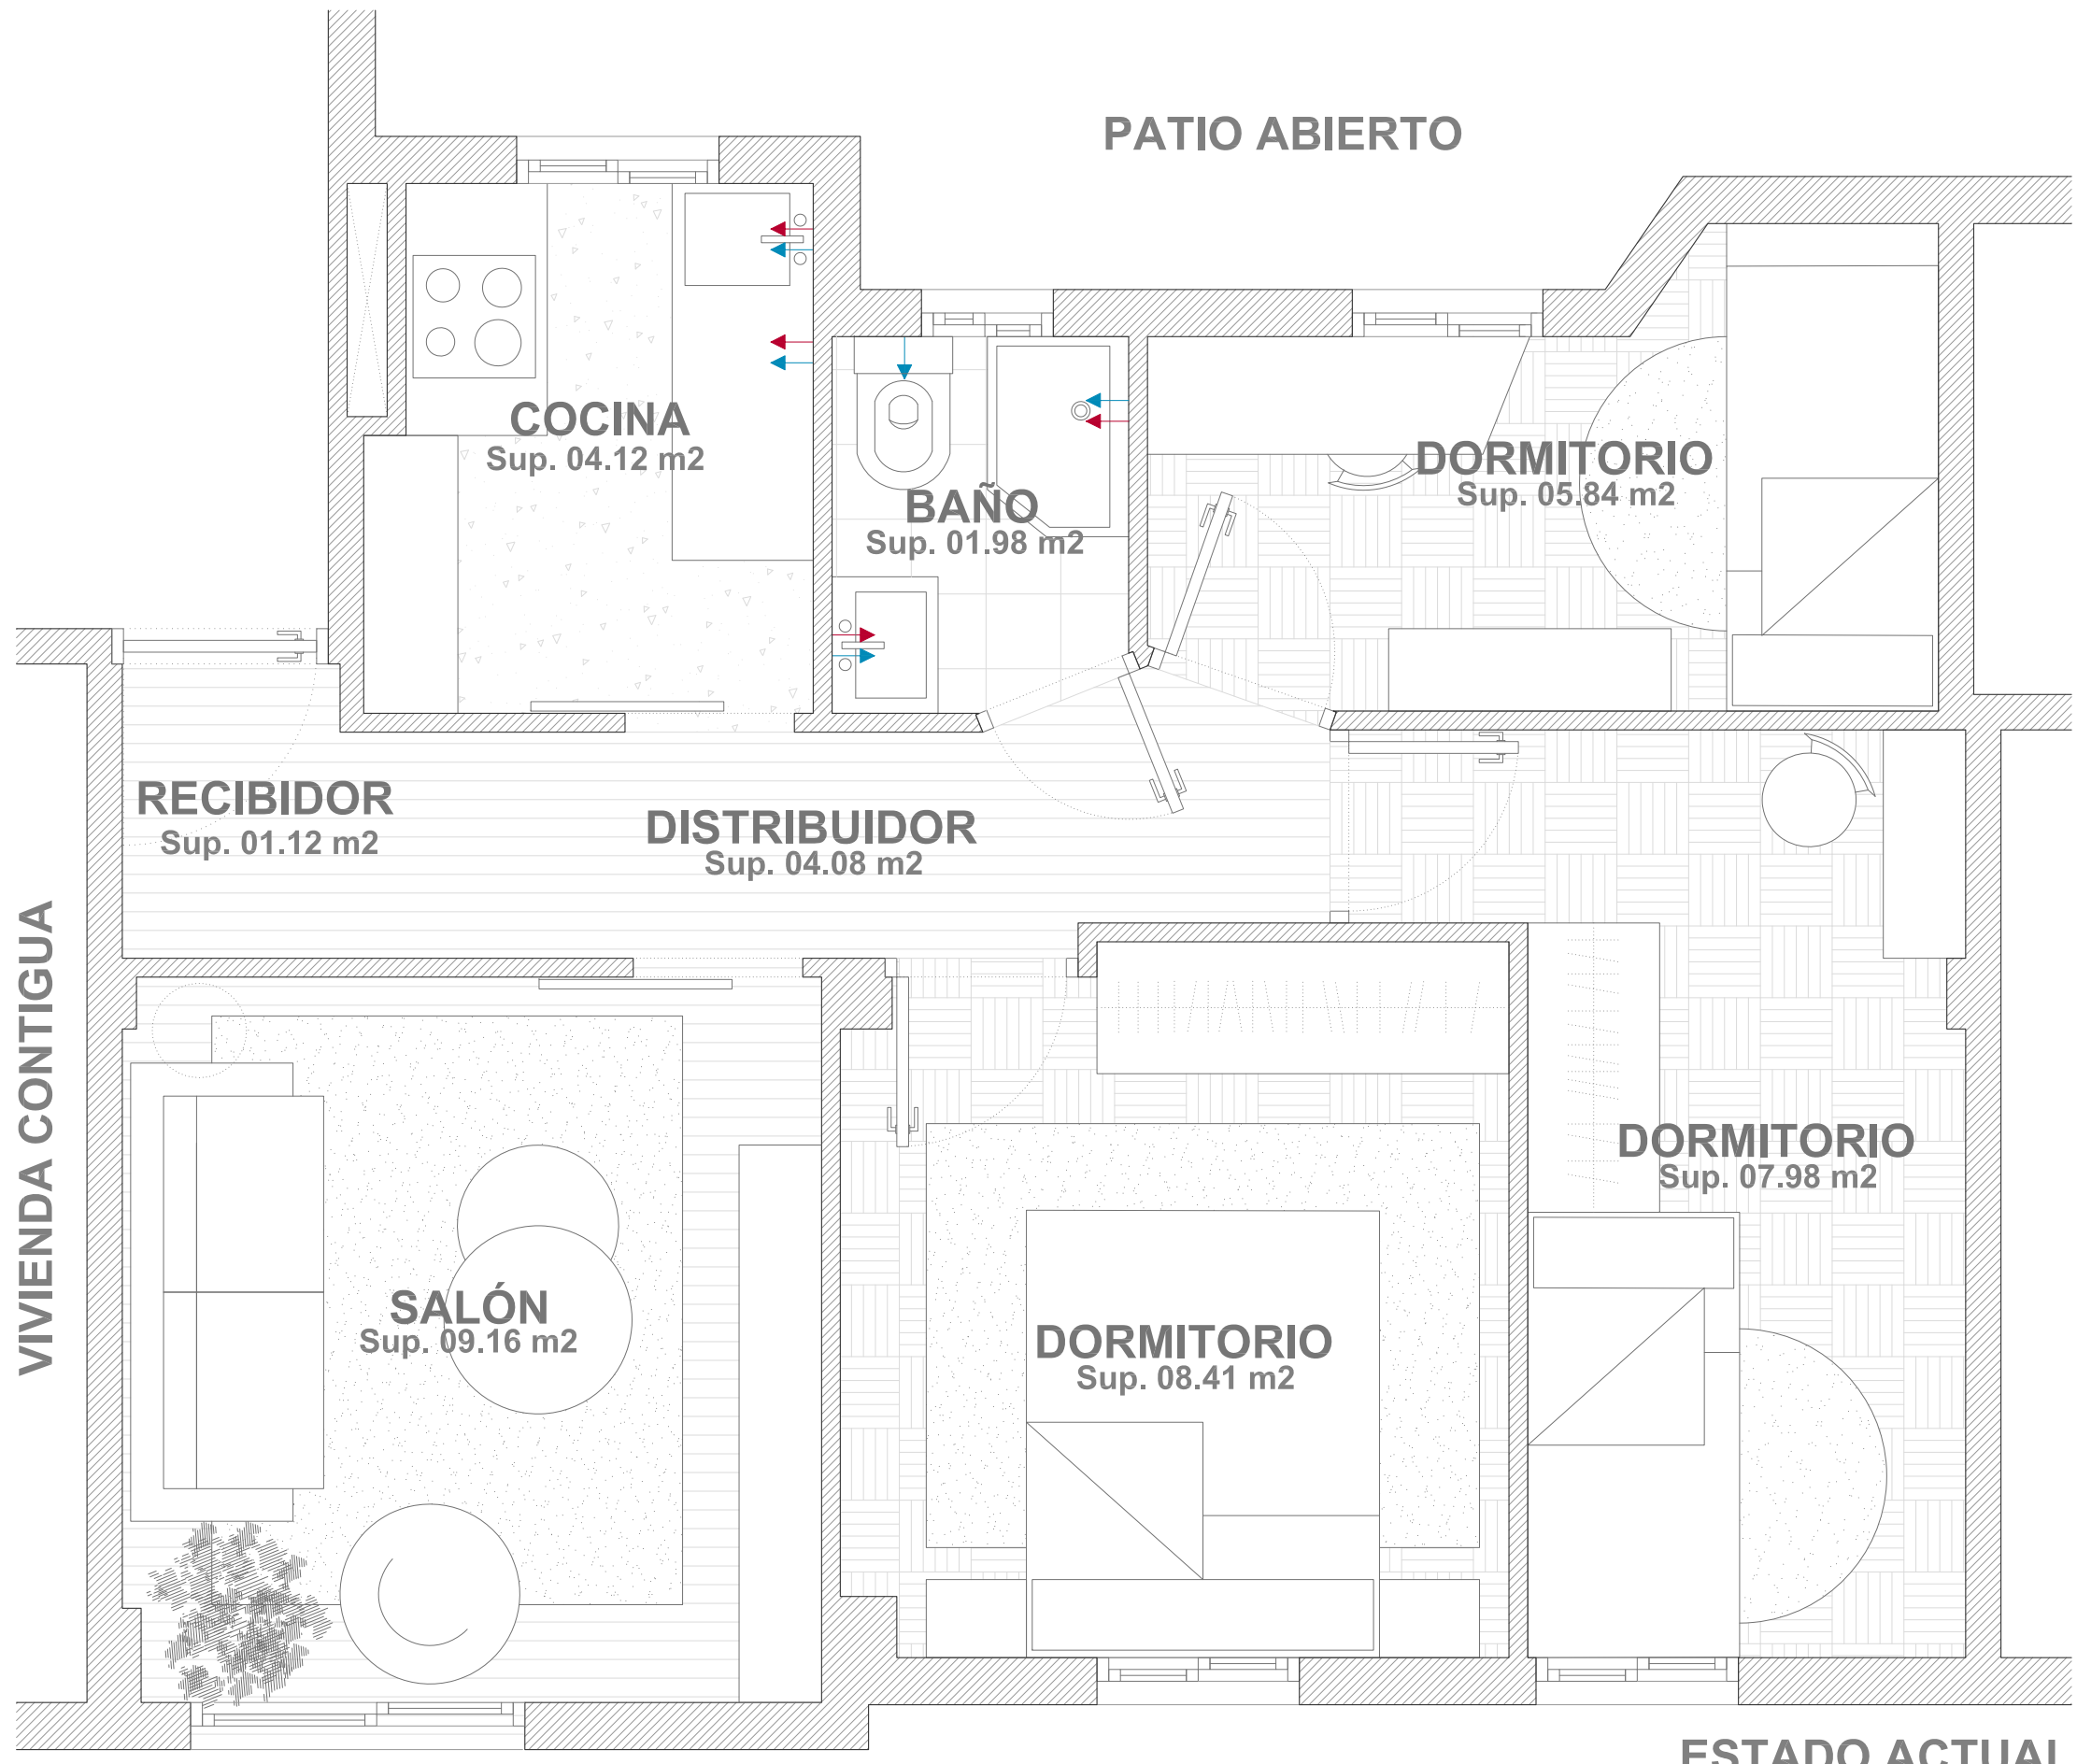 PATIO ABIERTO
COCINA
Sup. 04.12 m2
DORMITORIO
Sup. 05.84 m2
BAÑO
Sup. 01.98 m2
RECIBIDOR
Sup. 01.12 m2
DISTRIBUIDOR
Sup. 04.08 m2
VIVIENDA CONTIGUA
DORMITORIO
Sup. 07.98 m2
SALÓN
Sup. 09.16 m2
DORMITORIO
Sup. 08.41 m2
ESTADO ACTUAL